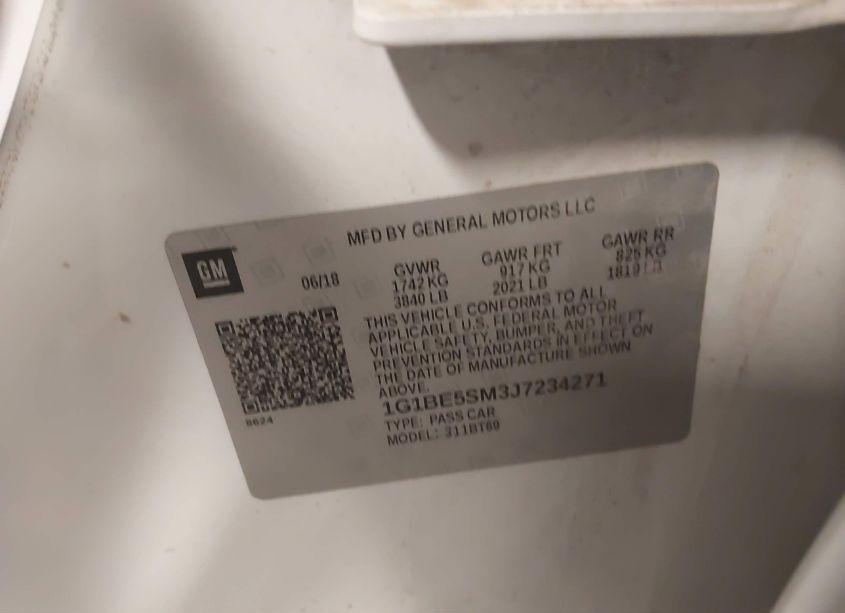 MFD BY GENERAL MOTORS LLC
GM
06/18
GVWR
1742 KG
3840 LB
GAWR FRT
917 KG
2021 LB
GAWR RR
825 KG
1819 LB
THIS VEHICLE CONFORMS TO ALL
APPLICABLE U.S. FEDERAL MOTOR
VEHICLE SAFETY, BUMPER, AND THEFT
PREVENTION STANDARDS IN EFFECT ON
THE DATE OF MANUFACTURE SHOWN
ABOVE.
1G1BE5SM3J7234271
TYPE: PASS CAR
MODEL: 311BT69
8624